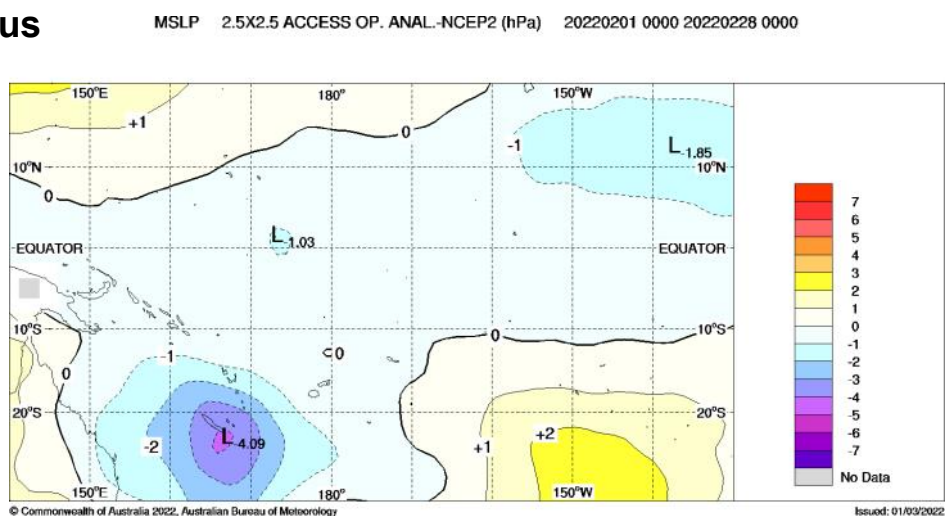 us
MSLP 2.5X2.5 ACCESS OP. ANAL.-NCEP2 (hPa) 20220201 0000 20220228 0000
150°E 180° 150°W
+1
0
-1
L -1.85
10°N 10°N
0
L -1.03
EQUATOR EQUATOR
10°S 0 10°S
-1 0
0
20°S 20°S
+2
L -4.09
-2 +1
150°E 180° 150°W
7
6
5
4
3
2
1
0
-1
-2
-3
-4
-5
-6
-7
No Data
© Commonwealth of Australia 2022, Australian Bureau of Meteorology Issued: 01/03/2022